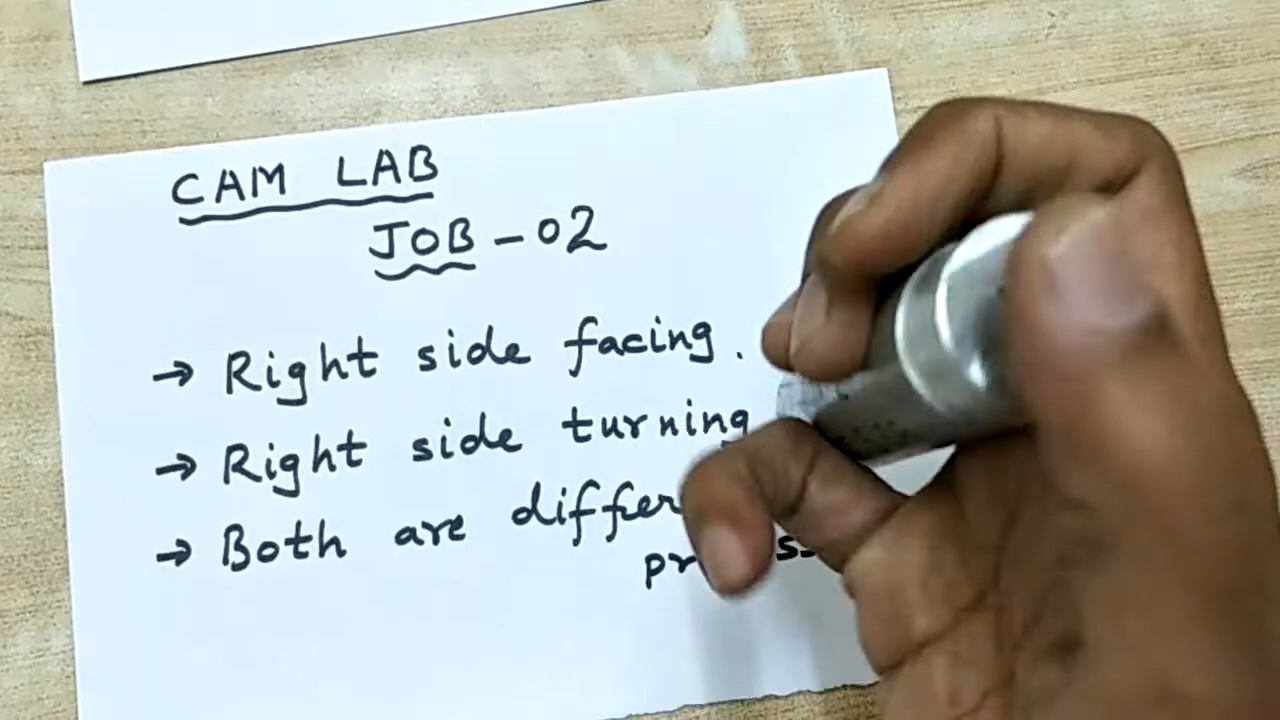 CAM LAB
JOB - 02
→ Right side facing.
→ Right side turning
→ Both are